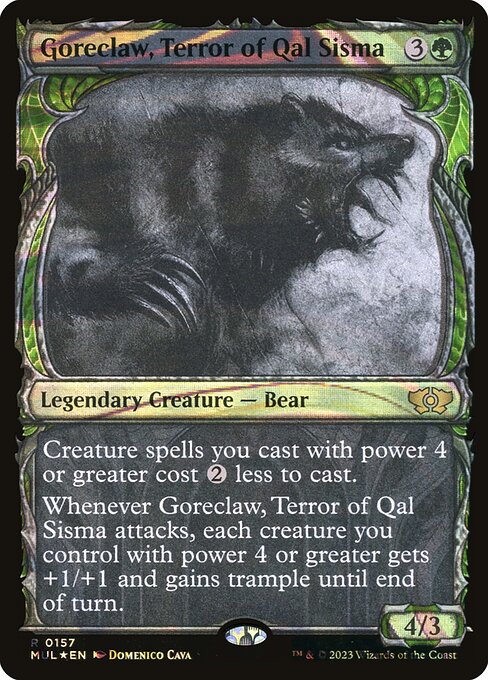 Goreclaw, Terror of Qal Sisma 3
Legendary Creature — Bear
Creature spells you cast with power 4
or greater cost 2 less to cast.
Whenever Goreclaw, Terror of Qal
Sisma attacks, each creature you
control with power 4 or greater gets
+1/+1 and gains trample until end
of turn.
4/3
R 0157
MUL★EN Domenico Cava
™ & © 2023 Wizards of the Coast